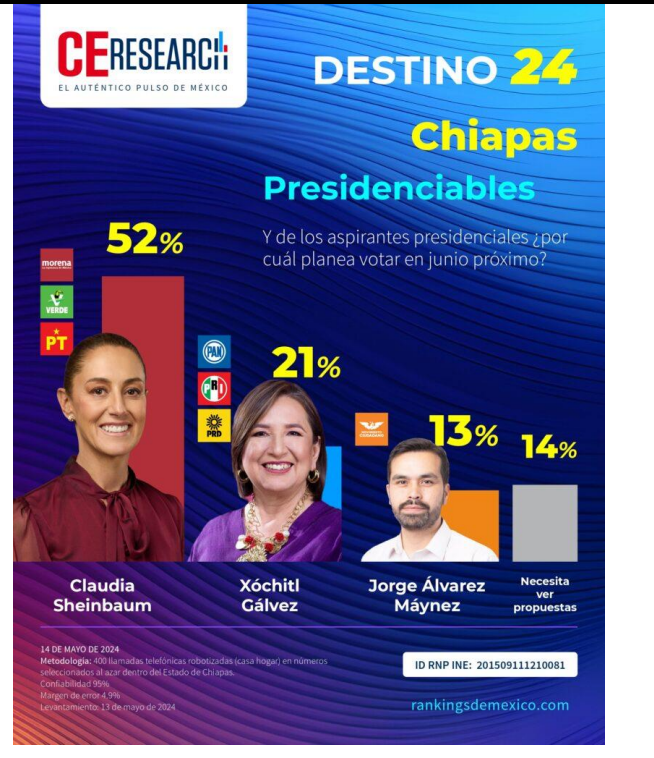 CERESEARCH
EL AUTÉNTICO PULSO DE MÉXICO
DESTINO 24
Chiapas
Presidenciables
Y de los aspirantes presidenciales ¿por
cuál planea votar en junio próximo?
52%
morena
VERDE
PT
PAN
PRI
PRD
21%
13%
14%
Claudia
Sheinbaum
Xóchitl
Gálvez
Jorge Álvarez
Máynez
Necesita
ver
propuestas
14 DE MAYO DE 2024
Metodología: 400 llamadas telefónicas robotizadas (casa hogar) en números
seleccionados al azar dentro del Estado de Chiapas.
Confiabilidad 95%
Margen de error 4.9%
Levantamiento: 13 de mayo de 2024
ID RNP INE: 201509111210081
rankingsdemexico.com